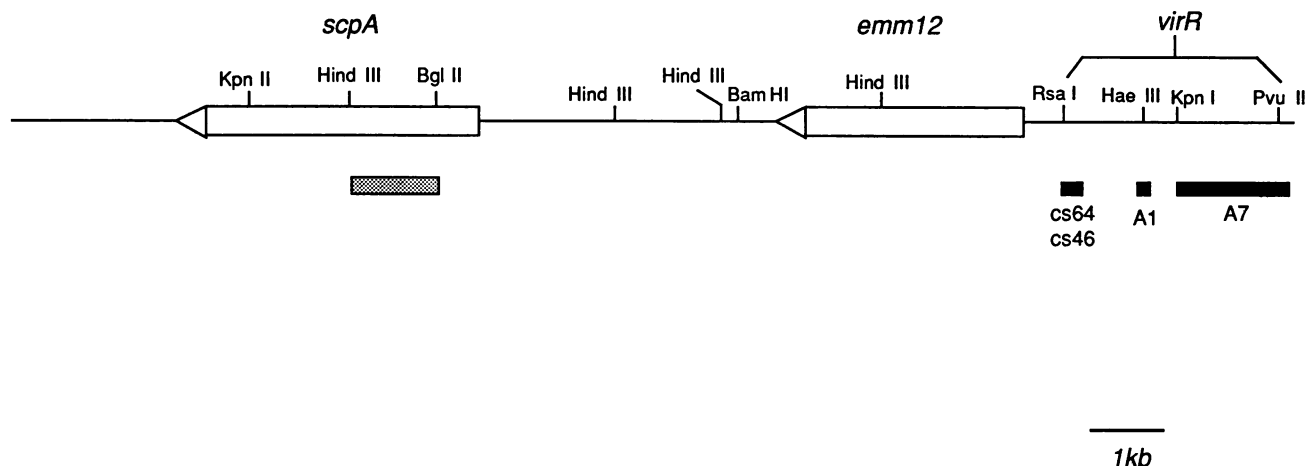 scpA
emm12
virR
Kpn II
Hind III
Bgl II
Hind III
Hind III
Bam HI
Hind III
Rsa I
Hae III
Kpn I
Pvu II
cs64
cs46
A1
A7
1kb